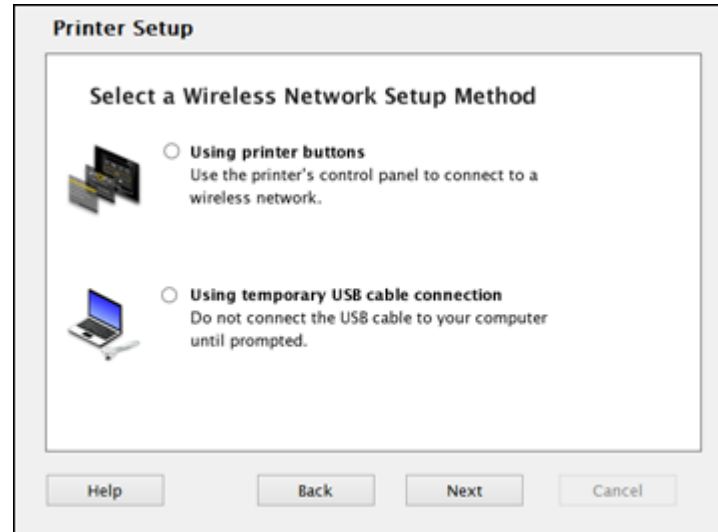 Printer Setup
Select a Wireless Network Setup Method
Using printer buttons
Use the printer's control panel to connect to a
wireless network.
Using temporary USB cable connection
Do not connect the USB cable to your computer
until prompted.
Help Back Next Cancel